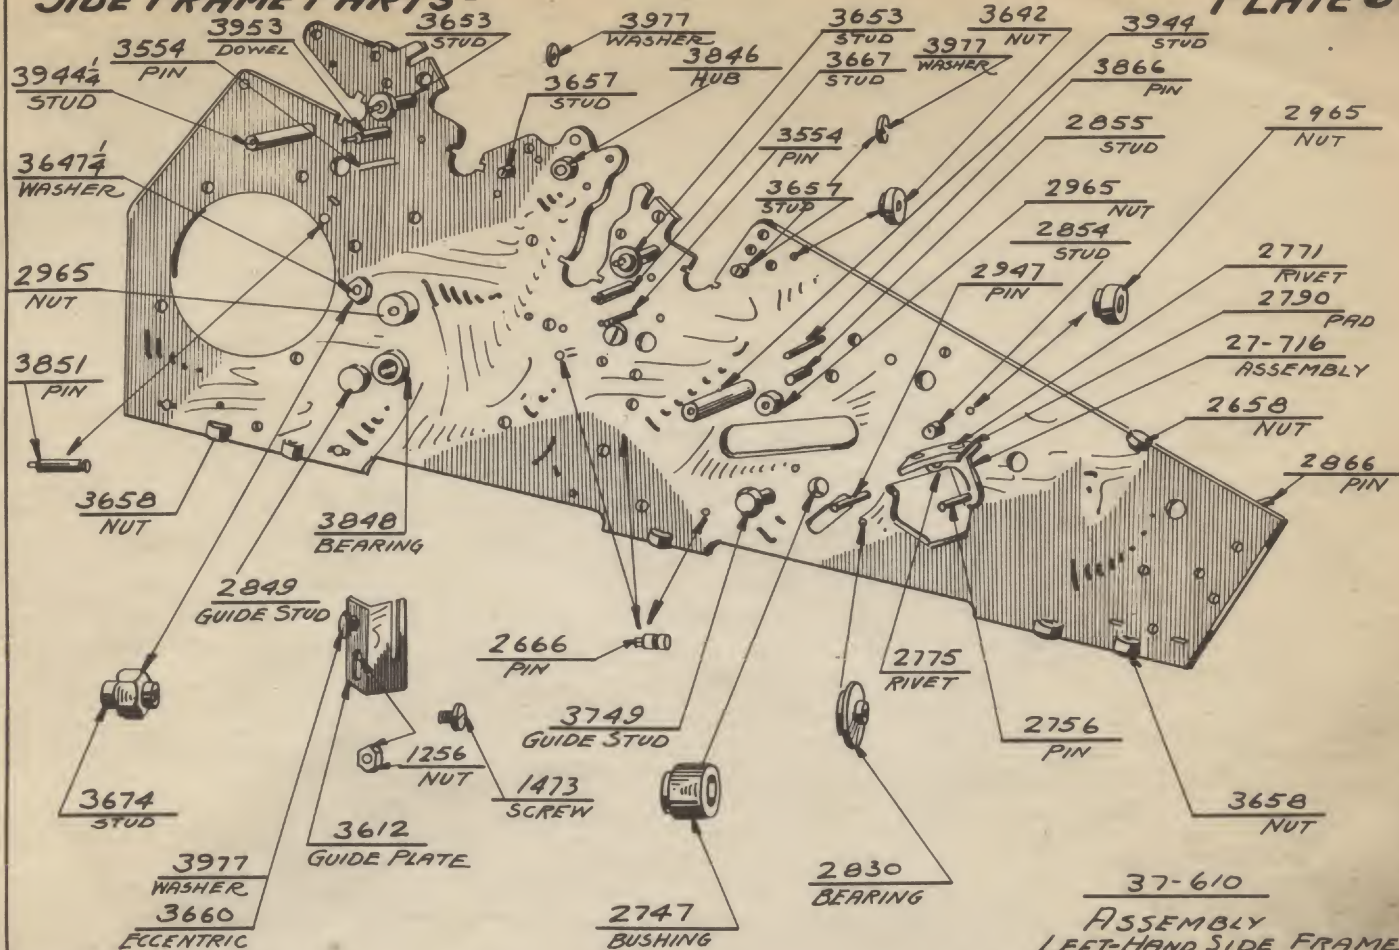 SIDE FRAME PARTS-
PLATE 6
3953
DOWEL
3653
STUD
3977
WASHER
3653
STUD
3642
NUT
3944
STUD
3554
PIN
3846
HUB
3667
STUD
3977
WASHER
3866
PIN
3944¼
STUD
3657
STUD
2855
STUD
2965
NUT
3554
PIN
3647¼
WASHER
3657
STUD
2965
NUT
2854
STUD
2965
NUT
2947
PIN
2771
RIVET
2790
PAD
27-716
ASSEMBLY
3851
PIN
2658
NUT
2866
PIN
3658
NUT
3848
BEARING
2849
GUIDE STUD
2666
PIN
2775
RIVET
3749
GUIDE STUD
2756
PIN
1256
NUT
1473
SCREW
3674
STUD
3612
GUIDE PLATE
3658
NUT
3977
WASHER
3660
ECCENTRIC
2830
BEARING
2747
BUSHING
37-610
ASSEMBLY
LEFT-HAND SIDE FRAME